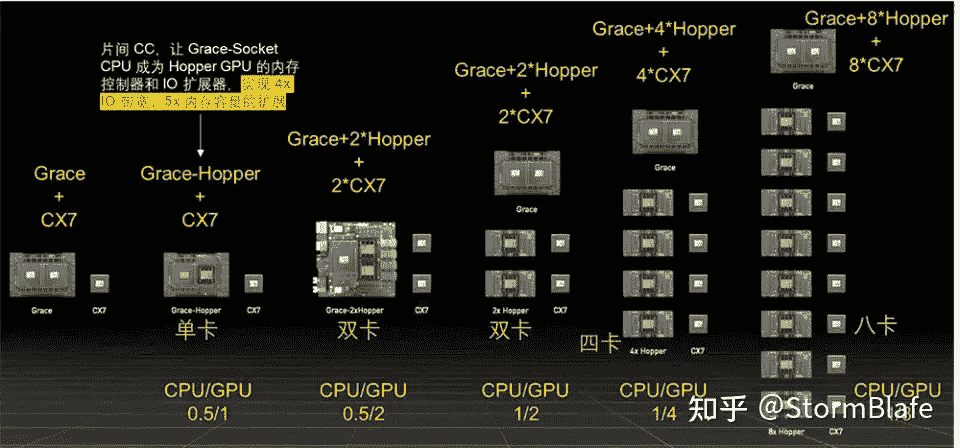 片间 CC，让 Grace-Socket
CPU 成为 Hopper GPU 的内存
控制器和 IO 扩展器，实现 4x
IO 带宽、5x 内存容量的扩展
Grace
+
CX7
Grace
CX7
Grace-Hopper
+
CX7
Grace-Hopper
CX7
单卡
CPU/GPU
0.5/1
Grace+2*Hopper
+
2*CX7
Grace-2xHopper
CX7
双卡
CPU/GPU
0.5/2
Grace+2*Hopper
+
2*CX7
Grace
2x Hopper
CX7
双卡
CPU/GPU
1/2
Grace+4*Hopper
+
4*CX7
Grace
四卡
4x Hopper
CX7
CPU/GPU
1/4
Grace+8*Hopper
+
8*CX7
Grace
八卡
CPU/GPU
8x Hopper
CX7
知乎 @StormBlafe